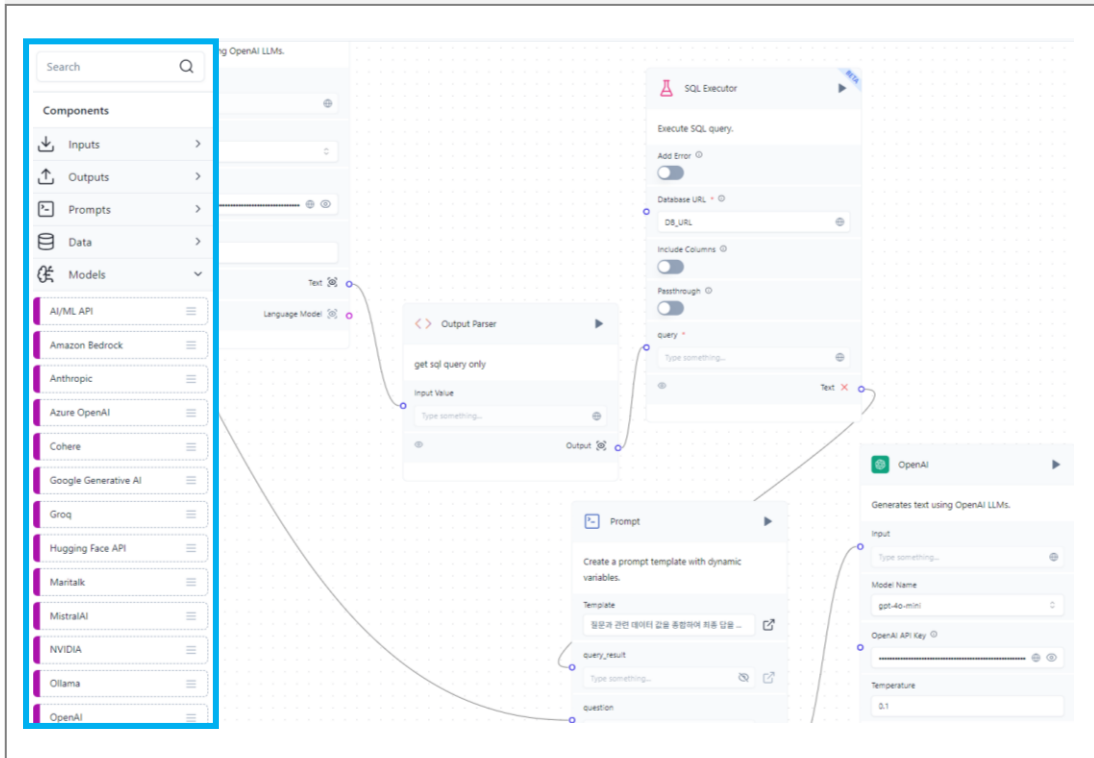 Search
Components
Inputs
Outputs
Prompts
Data
Models
AI/ML API
Amazon Bedrock
Anthropic
Azure OpenAI
Cohere
Google Generative AI
Groq
Hugging Face API
Maritalk
MistralAI
NVIDIA
Ollama
OpenAI
OpenAI LLMs.
Text
Language Model
Output Parser
get sql query only
Input Value
Type something...
Output
BETA
SQL Executor
Execute SQL query.
Add Error
Database URL *
DB_URL
Include Columns
Passthrough
query *
Type something...
Text
Prompt
Create a prompt template with dynamic
variables.
Template
질문과 관련 데이터 값을 종합하여 최종 답을 ...
query_result
Type something...
question
OpenAI
Generates text using OpenAI LLMs.
Input
Type something...
Model Name
gpt-4o-mini
OpenAI API Key
Temperature
0.1